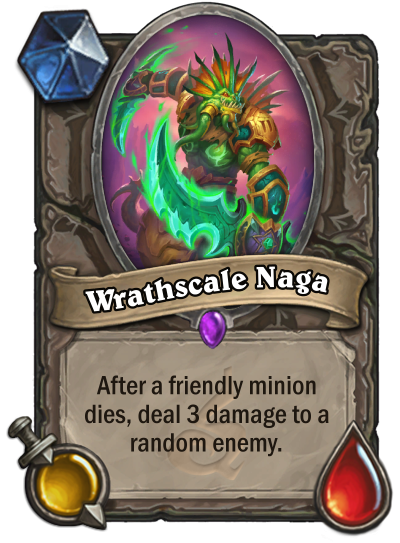 Wrathscale Naga
After a friendly minion
dies, deal 3 damage to a
random enemy.